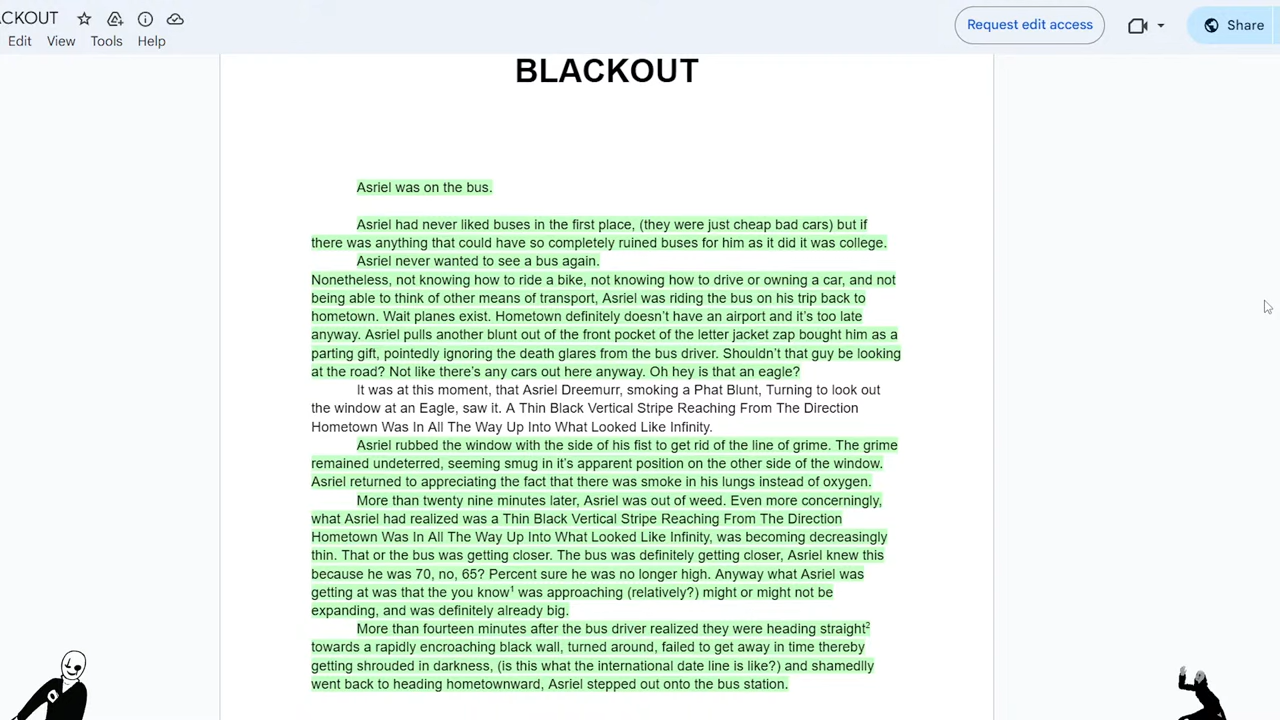 CKOUT
Request edit access
Share
Edit View Tools Help
BLACKOUT
Asriel was on the bus.
Asriel had never liked buses in the first place, (they were just cheap bad cars) but if
there was anything that could have so completely ruined buses for him as it did it was college.
Asriel never wanted to see a bus again.
Nonetheless, not knowing how to ride a bike, not knowing how to drive or owning a car, and not
being able to think of other means of transport, Asriel was riding the bus on his trip back to
hometown. Wait planes exist. Hometown definitely doesn't have an airport and it's too late
anyway. Asriel pulls another blunt out of the front pocket of the letter jacket zap bought him as a
parting gift, pointedly ignoring the death glares from the bus driver. Shouldn't that guy be looking
at the road? Not like there's any cars out here anyway. Oh hey is that an eagle?
It was at this moment, that Asriel Dreemurr, smoking a Phat Blunt, Turning to look out
the window at an Eagle, saw it. A Thin Black Vertical Stripe Reaching From The Direction
Hometown Was In All The Way Up Into What Looked Like Infinity.
Asriel rubbed the window with the side of his fist to get rid of the line of grime. The grime
remained undeterred, seeming smug in it's apparent position on the other side of the window.
Asriel returned to appreciating the fact that there was smoke in his lungs instead of oxygen.
More than twenty nine minutes later, Asriel was out of weed. Even more concerningly,
what Asriel had realized was a Thin Black Vertical Stripe Reaching From The Direction
Hometown Was In All The Way Up Into What Looked Like Infinity, was becoming decreasingly
thin. That or the bus was getting closer. The bus was definitely getting closer, Asriel knew this
because he was 70, no, 65? Percent sure he was no longer high. Anyway what Asriel was
getting at was that the you know¹ was approaching (relatively?) might or might not be
expanding, and was definitely already big.
More than fourteen minutes after the bus driver realized they were heading straight²
towards a rapidly encroaching black wall, turned around, failed to get away in time thereby
getting shrouded in darkness, (is this what the international date line is like?) and shamedlly
went back to heading hometownward, Asriel stepped out onto the bus station.